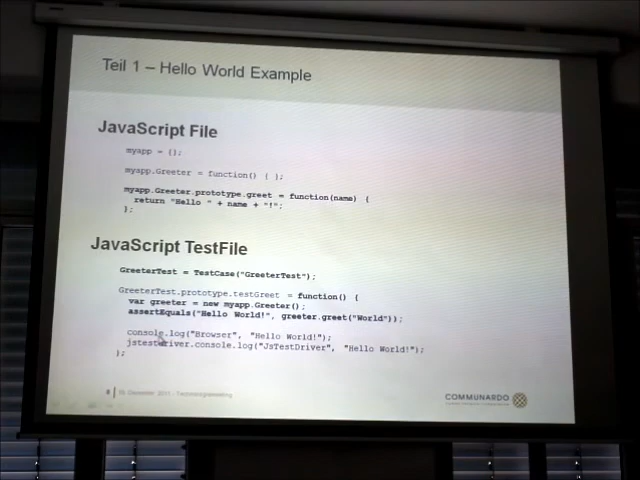 Teil 1 – Hello World Example
JavaScript File
myapp = {};
myapp.Greeter = function() { };
myapp.Greeter.prototype.greet = function(name) {
return "Hello " + name + "!";
};
JavaScript TestFile
GreeterTest = TestCase("GreeterTest");
GreeterTest.prototype.testGreet = function() {
var greeter = new myapp.Greeter();
assertEquals("Hello World!", greeter.greet("World"));
console.log("Browser", "Hello World!");
jstestdriver.console.log("JsTestDriver", "Hello World!");
};
Dezember 2011
COMMUNARDO